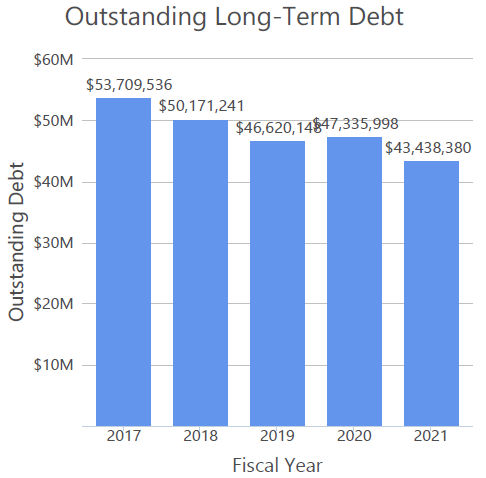 Outstanding Long-Term Debt
$60M
$50M
$40M
$30M
$20M
$10M
Outstanding Debt
$53,709,536
$50,171,241
$46,620,148
$47,335,998
$43,438,380
2017 2018 2019 2020 2021
Fiscal Year